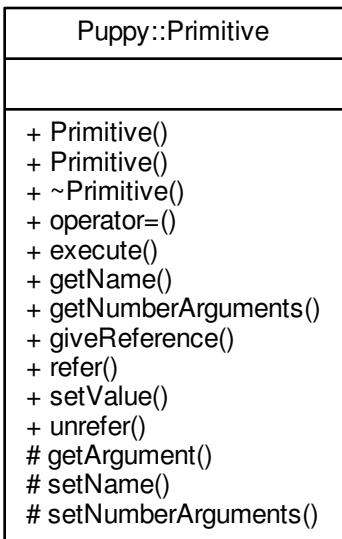 Puppy::Primitive
+ Primitive()
+ Primitive()
+ ~Primitive()
+ operator=()
+ execute()
+ getName()
+ getNumberArguments()
+ giveReference()
+ refer()
+ setValue()
+ unrefer()
# getArgument()
# setName()
# setNumberArguments()